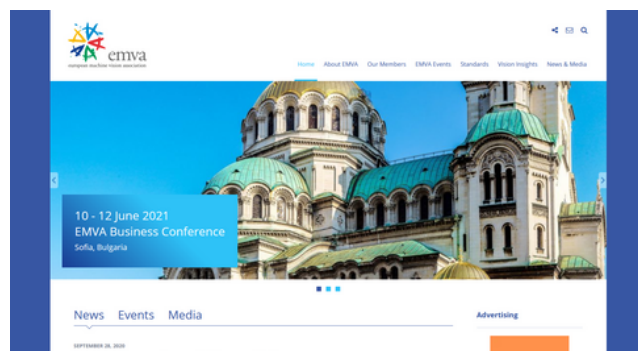 emva
european machine vision association
Home About EMVA Our Members EMVA Events Standards Vision Insights News & Media
10 - 12 June 2021
EMVA Business Conference
Sofia, Bulgaria
News Events Media
Advertising
SEPTEMBER 28, 2020